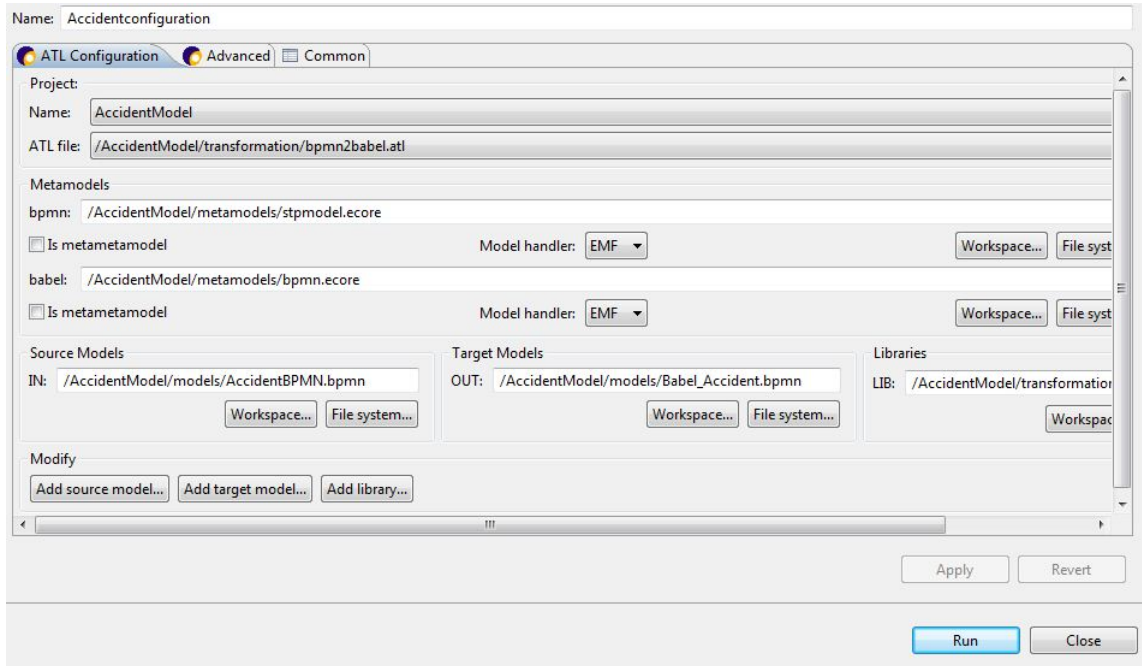 Name: Accidentconfiguration
ATL Configuration Advanced Common
Project:
Name: AccidentModel
ATL file: /AccidentModel/transformation/bpmn2babel.atl
Metamodels
bpmn: /AccidentModel/metamodels/stpmodel.ecore
Is metametamodel Model handler: EMF Workspace... File syst
babel: /AccidentModel/metamodels/bpmn.ecore
Is metametamodel Model handler: EMF Workspace... File syst
Source Models Target Models Libraries
IN: /AccidentModel/models/AccidentBPMN.bpmn OUT: /AccidentModel/models/Babel_Accident.bpmn LIB: /AccidentModel/transformation
Workspace... File system... Workspace... File system... Workspac
Modify
Add source model... Add target model... Add library...
Apply Revert
Run Close